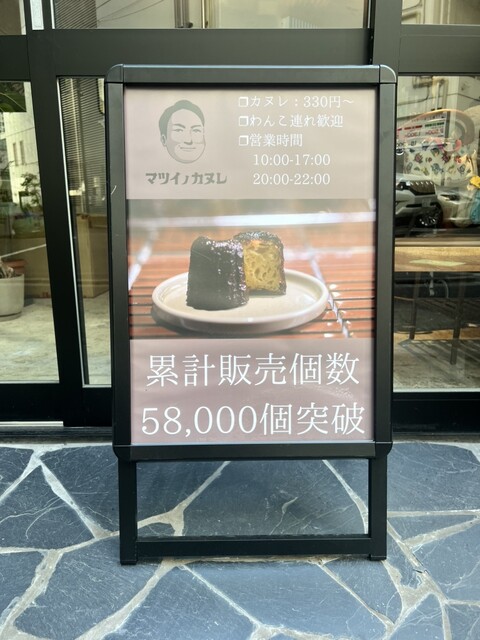 ❐カヌレ：330円～
❐わんこ連れ歓迎
❐営業時間
10:00-17:00
20:00-22:00
マツイノカヌレ
累計販売個数
58,000個突破